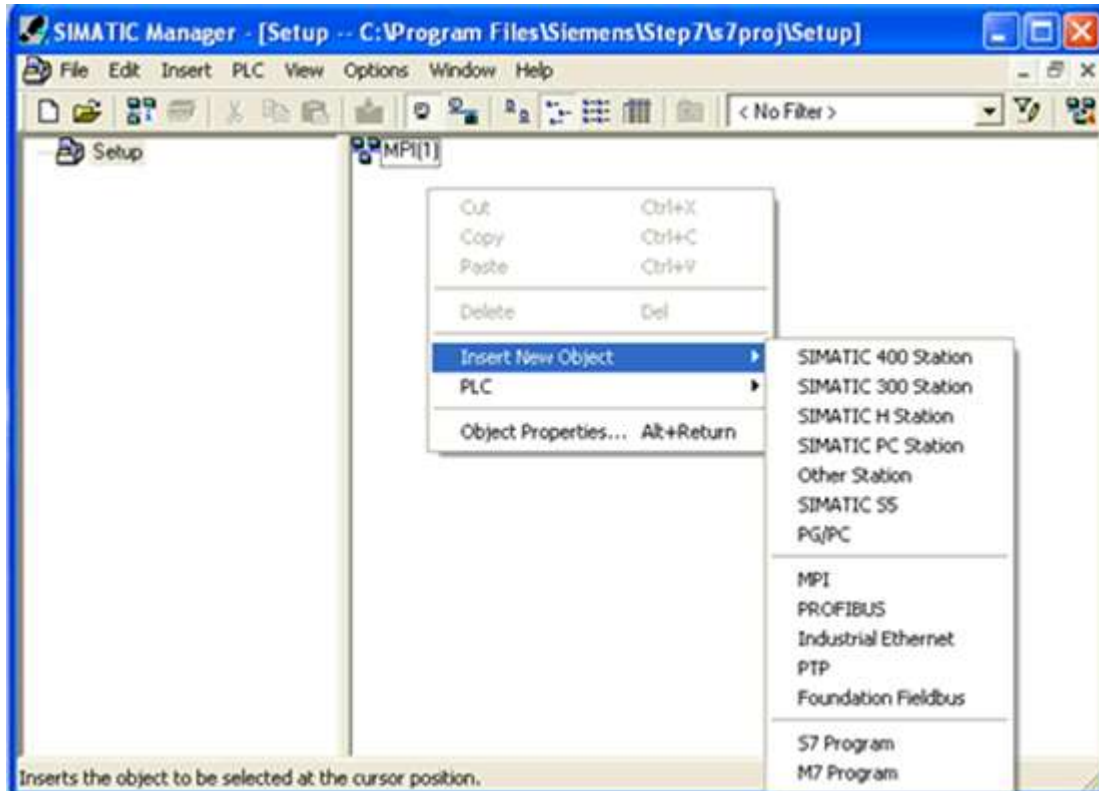 SIMATIC Manager - [Setup -- C:\Program Files\Siemens\Step7\s7proj\Setup]
File Edit Insert PLC View Options Window Help
< No Filter >
Setup
MPI(1)
Cut Ctrl+X
Copy Ctrl+C
Paste Ctrl+V
Delete Del
Insert New Object
PLC
Object Properties... Alt+Return
SIMATIC 400 Station
SIMATIC 300 Station
SIMATIC H Station
SIMATIC PC Station
Other Station
SIMATIC S5
PG/PC
MPI
PROFIBUS
Industrial Ethernet
PTP
Foundation Fieldbus
S7 Program
M7 Program
Inserts the object to be selected at the cursor position.